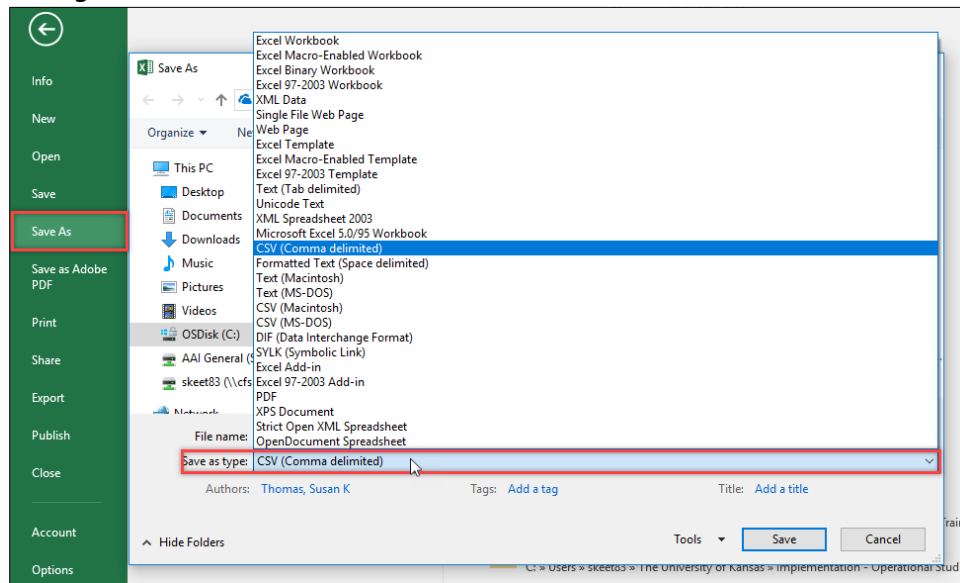 Info
New
Open
Save
Save As
Save as Adobe
PDF
Print
Share
Export
Publish
Close
Account
Options
Save As
Organize
Ne
This PC
Desktop
Documents
Downloads
Music
Pictures
Videos
OSDisk (C:)
AAI General (
skeet83 (\\cfs
Network
Excel Workbook
Excel Macro-Enabled Workbook
Excel Binary Workbook
Excel 97-2003 Workbook
XML Data
Single File Web Page
Web Page
Excel Template
Excel Macro-Enabled Template
Excel 97-2003 Template
Text (Tab delimited)
Unicode Text
XML Spreadsheet 2003
Microsoft Excel 5.0/95 Workbook
CSV (Comma delimited)
Formatted Text (Space delimited)
Text (Macintosh)
Text (MS-DOS)
CSV (Macintosh)
CSV (MS-DOS)
DIF (Data Interchange Format)
SYLK (Symbolic Link)
Excel Add-in
Excel 97-2003 Add-in
PDF
XPS Document
Strict Open XML Spreadsheet
OpenDocument Spreadsheet
File name:
Save as type: CSV (Comma delimited)
Authors: Thomas, Susan K Tags: Add a tag Title: Add a title
Hide Folders Tools Save Cancel
C: » Users » skeet83 » The University of Kansas » Implementation - Operational Stud